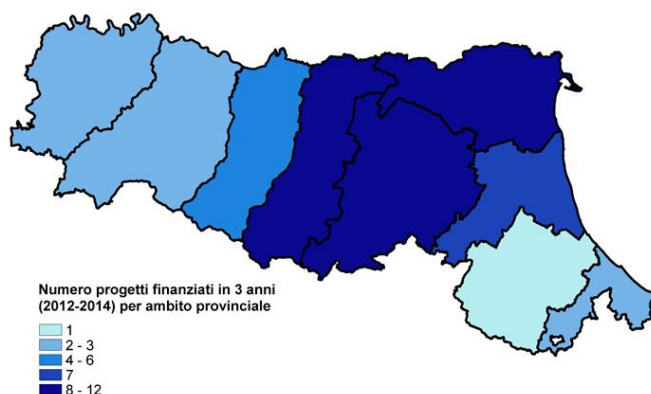 Numero progetti finanziati in 3 anni
(2012-2014) per ambito provinciale
1
2 - 3
4 - 6
7
8 - 12